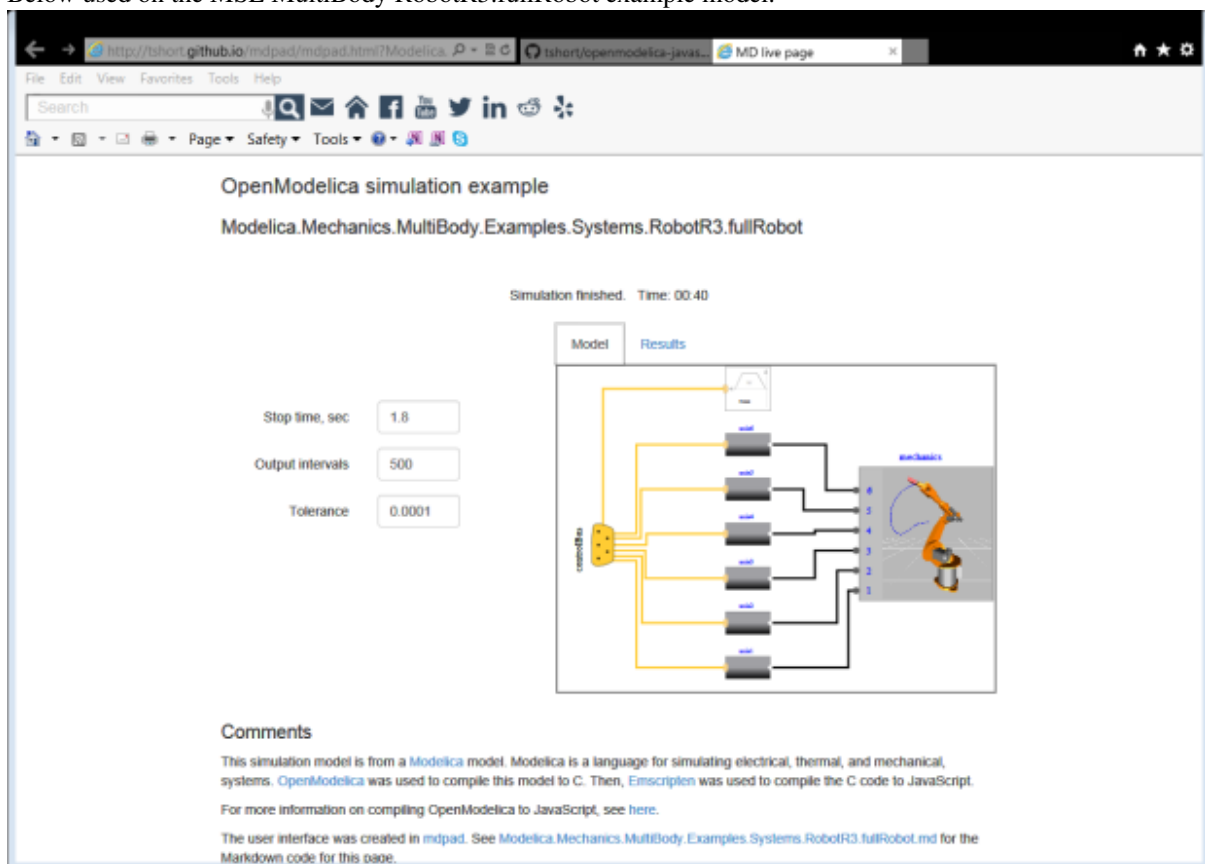 Below used on the MSL MultiBody RobotR3.fullRobot example model:
http://tshort.github.io/mdpad/mdpad.html?Modelica. tshort/openmodelica-javas... MD live page
File Edit View Favorites Tools Help
Search You Tube in
Page Safety Tools
OpenModelica simulation example
Modelica.Mechanics.MultiBody.Examples.Systems.RobotR3.fullRobot
Simulation finished. Time: 00:40
Model Results
Stop time, sec 1.8
Output intervals 500
Tolerance 0.0001
mechanics
controlBus
6
5
4
3
2
1
Comments
This simulation model is from a Modelica model. Modelica is a language for simulating electrical, thermal, and mechanical,
systems. OpenModelica was used to compile this model to C. Then, Emscripten was used to compile the C code to JavaScript.
For more information on compiling OpenModelica to JavaScript, see here.
The user interface was created in mdpad. See Modelica.Mechanics.MultiBody.Examples.Systems.RobotR3.fullRobot.md for the
Markdown code for this page.